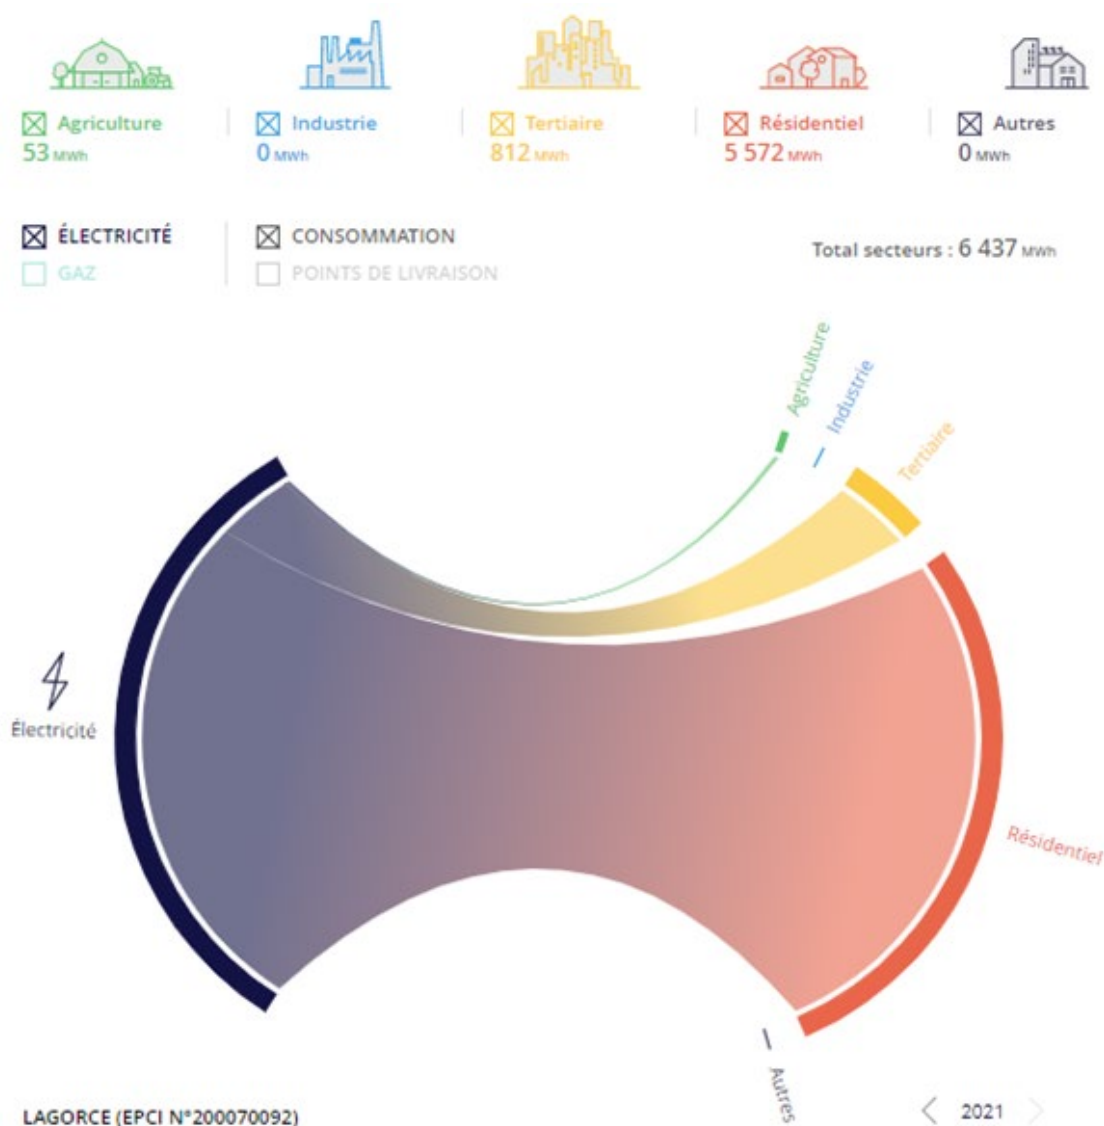 Agriculture
53 MWh
Industrie
0 MWh
Tertiaire
812 MWh
Résidentiel
5 572 MWh
Autres
0 MWh
ÉLECTRICITÉ
GAZ
CONSOMMATION
POINTS DE LIVRAISON
Total secteurs : 6 437 MWh
Agriculture
Industrie
Tertiaire
Électricité
Résidentiel
Autres
LAGORCE (EPCI N°200070092)
2021